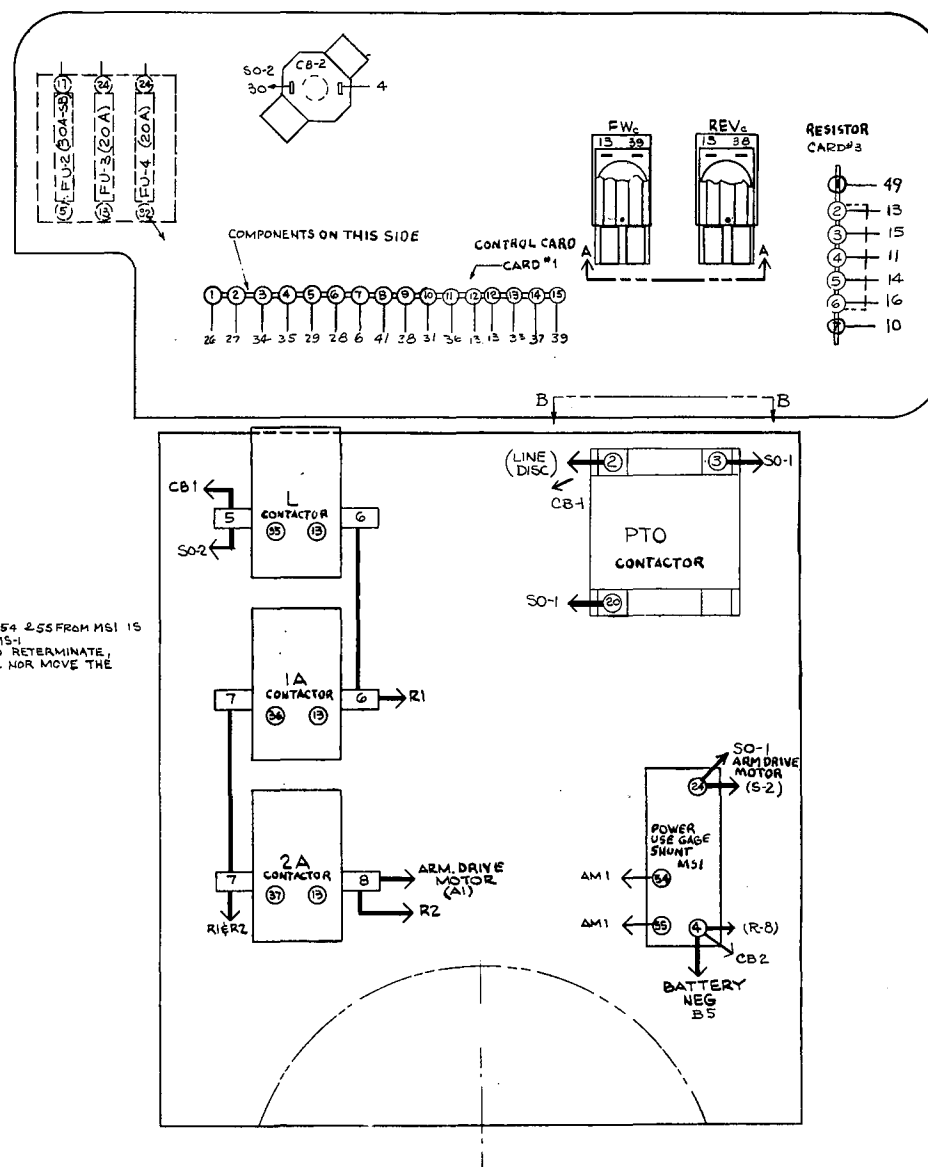 17 24 24
FU-2 (30A-SB)
FU-3 (20A)
FU-4 (20A)
5 13 32
SO-2 CB-2
30 4
FWc REVc
13 39 13 38
RESISTOR
CARD #3
49
2 13
3 15
4 11
5 14
6 16
7 10
COMPONENTS ON THIS SIDE
CONTROL CARD
CARD #1
A A
1 2 3 4 5 6 7 8 9 10 11 12 12 13 14 15
26 27 34 35 29 28 6 41 28 31 36 13 13 33 37 39
B B
CB1
L
CONTACTOR
5 6
35 13
SO-2
(LINE
DISC)
2 3 SO-1
CB-1
PTO
CONTACTOR
SO-1 20
54 & 55 FROM MS1 IS
MS-1
RETERMINATE,
NOR MOVE THE
1A
CONTACTOR
7 6 R1
36 13
2A
CONTACTOR
7 8
37 13
R1&R2
ARM. DRIVE
MOTOR
(A1)
R2
SO-1
ARM DRIVE
MOTOR
24 (S-2)
POWER
USE GAGE
SHUNT
MS1
AM1 54
AM1 55
4 (R-8)
CB2
BATTERY
NEG
B5